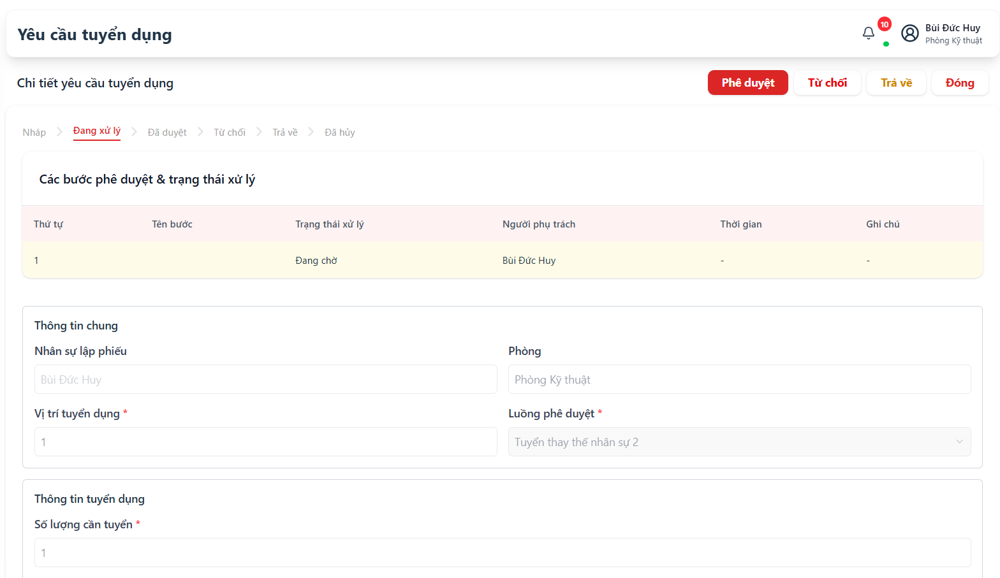 Yêu cầu tuyển dụng
10
Bùi Đức Huy
Phòng Kỹ thuật
Chi tiết yêu cầu tuyển dụng
Phê duyệt
Từ chối
Trả về
Đóng
Nháp
Đang xử lý
Đã duyệt
Từ chối
Trả về
Đã hủy
Các bước phê duyệt & trạng thái xử lý
Thứ tự Tên bước Trạng thái xử lý Người phụ trách Thời gian Ghi chú
1 Đang chờ Bùi Đức Huy - -
Thông tin chung
Nhân sự lập phiếu
Bùi Đức Huy
Phòng
Phòng Kỹ thuật
Vị trí tuyển dụng *
1
Luồng phê duyệt *
Tuyển thay thế nhân sự 2
Thông tin tuyển dụng
Số lượng cần tuyển *
1